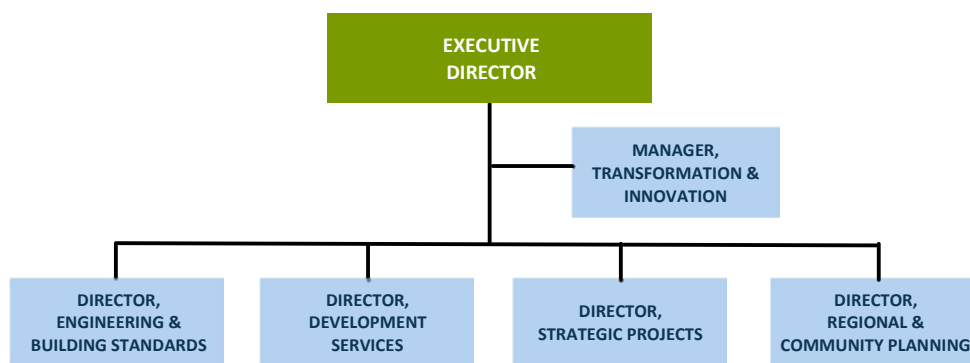 EXECUTIVE
DIRECTOR
MANAGER,
TRANSFORMATION &
INNOVATION
DIRECTOR,
ENGINEERING &
BUILDING STANDARDS
DIRECTOR,
DEVELOPMENT
SERVICES
DIRECTOR,
STRATEGIC PROJECTS
DIRECTOR,
REGIONAL &
COMMUNITY PLANNING